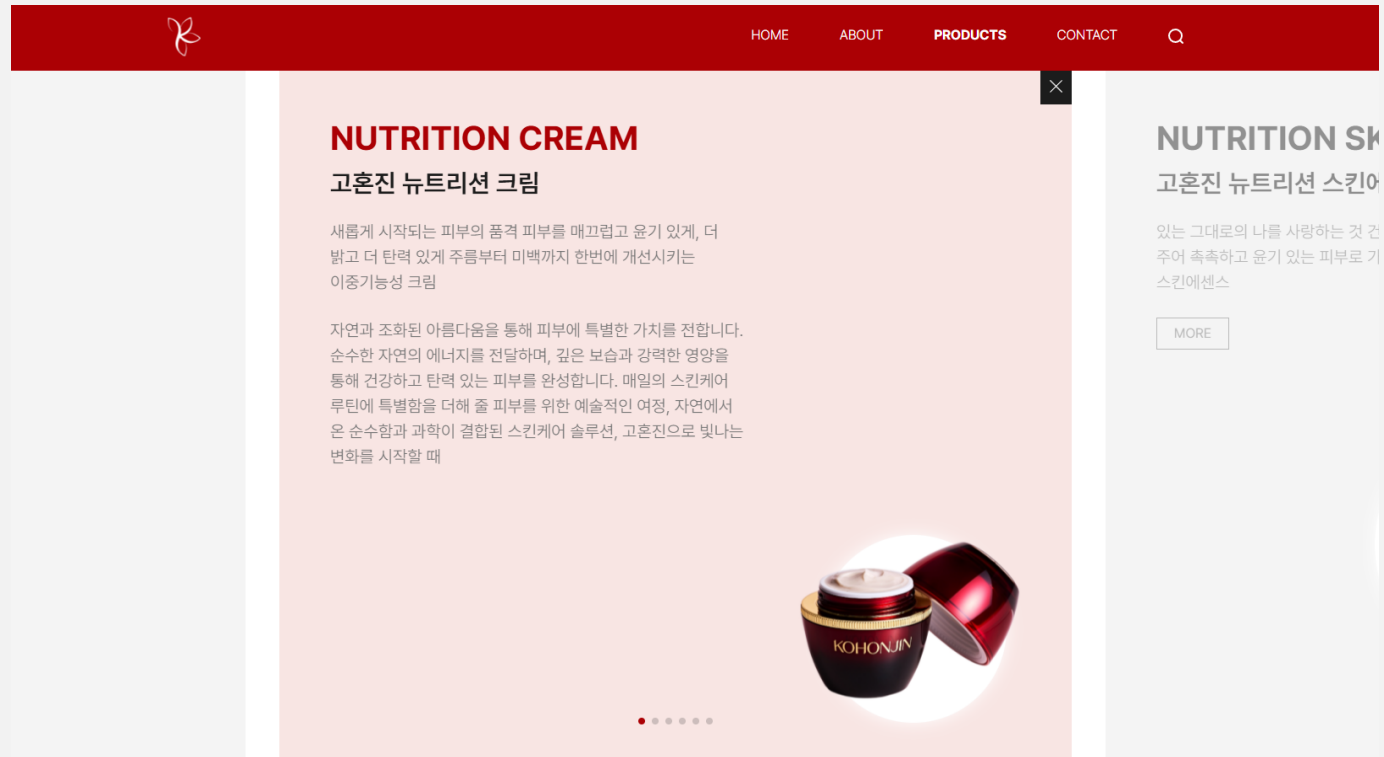 HOME ABOUT PRODUCTS CONTACT
NUTRITION CREAM
고혼진 뉴트리션 크림
새롭게 시작되는 피부의 품격 피부를 매끄럽고 윤기 있게, 더
밝고 더 탄력 있게 주름부터 미백까지 한번에 개선시키는
이중기능성 크림
자연과 조화된 아름다움을 통해 피부에 특별한 가치를 전합니다.
순수한 자연의 에너지를 전달하며, 깊은 보습과 강력한 영양을
통해 건강하고 탄력 있는 피부를 완성합니다. 매일의 스킨케어
루틴에 특별함을 더해 줄 피부를 위한 예술적인 여정, 자연에서
온 순수함과 과학이 결합된 스킨케어 솔루션, 고혼진으로 빛나는
변화를 시작할 때
KOHONJIN
NUTRITION
고혼진 뉴트리션
있는 그대로의 나를 사랑하는 것
주어 촉촉하고 윤기 있는 피부로
스킨에센스
MORE